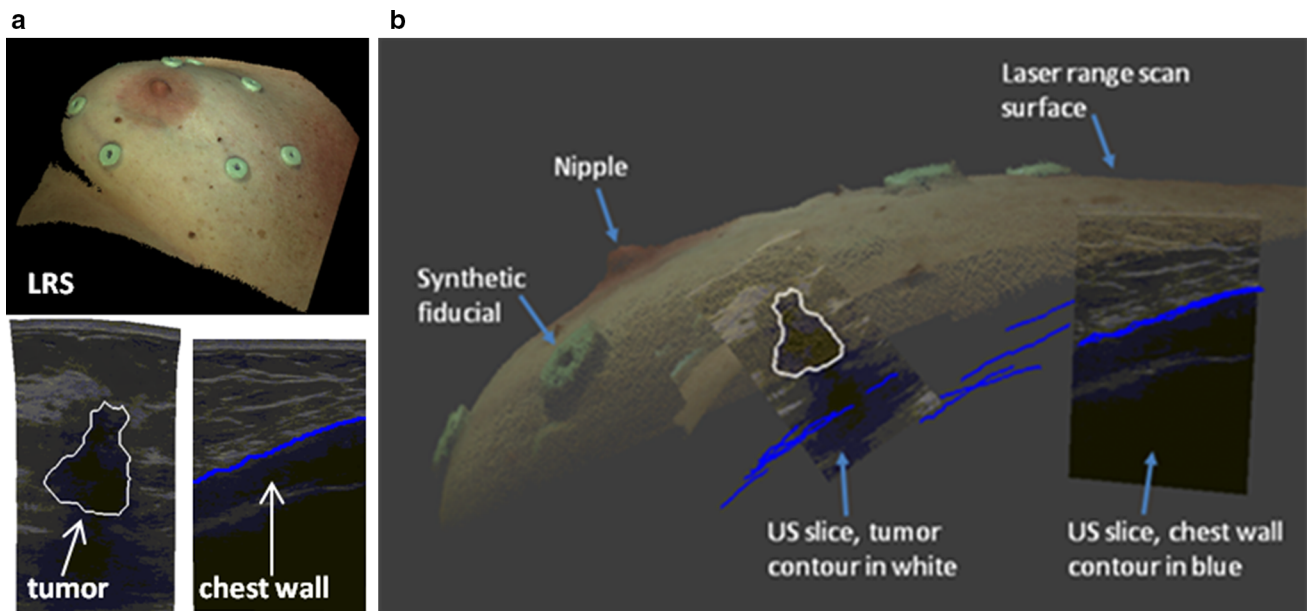 a
LRS
tumor
chest wall
b
Laser range scan
surface
Nipple
Synthetic
fiducial
US slice, tumor
contour in white
US slice, chest wall
contour in blue